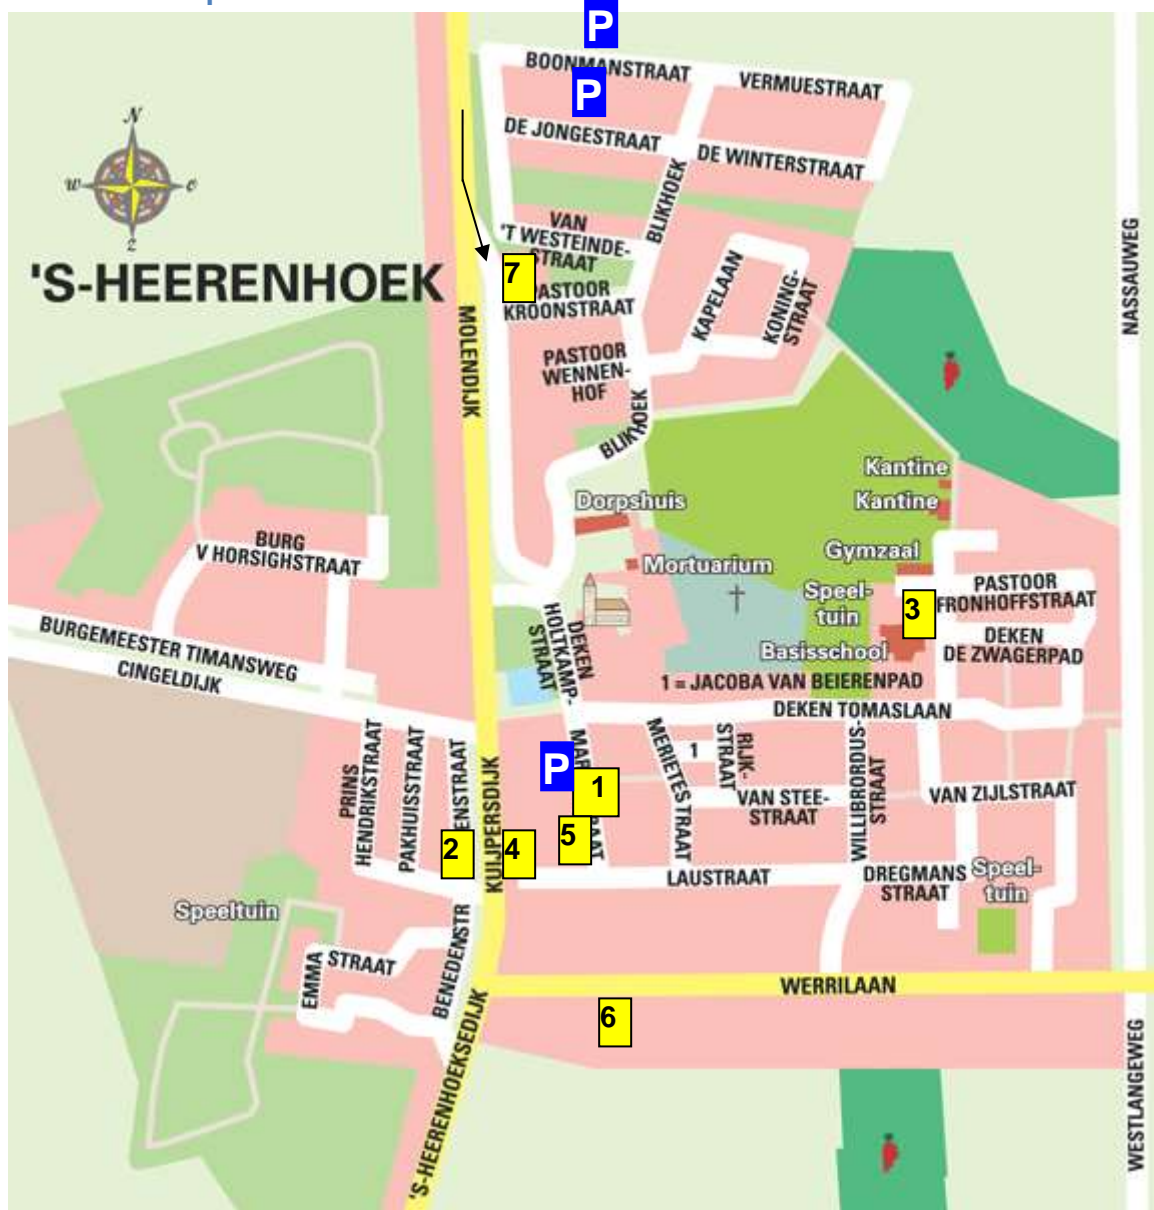 P
BOONMANSTRAAT
VERMUESTRAAT
P
N
W
O
Z
DE JONGESTRAAT
DE WINTERSTRAAT
BLIKHOEK
VAN
'T WESTEINDE-
STRAAT
'S-HEERENHOEK
7
PASTOOR
KROONSTRAAT
KAPELAAN
KONING-
STRAAT
NASSAUWEG
MOLENDIJK
PASTOOR
WENNEN-
HOF
BLIKHOEK
Kantine
Kantine
Dorpshuis
BURG
V HORSIGHSTRAAT
Gymzaal
Mortuarium
PASTOOR
FRONHOFFSTRAAT
Speel-
tuin
3
DEKEN
HOLTKAMP-
STRAAT
DEKEN
DE ZWAGERPAD
BURGEMEESTER TIMANSWEG
CINGELDIJK
Basisschool
1 = JACOBA VAN BEIERENPAD
DEKEN TOMASLAAN
PRINS
HENDRIKSTRAAT
PAKHUISSTRAAT
ENSTRAAT
KUIJPERSDIJK
P
MAR
RAAT
1
5
2
4
MERIETESTRAAT
1
RIJK-
STRAAT
VAN STEE-
STRAAT
WILLIBRORDUS-
STRAAT
VAN ZIJLSTRAAT
LAUSTRAAT
DREGMANS
STRAAT
Speel-
tuin
Speeltuin
EMMA
STRAAT
BENEDENSTR
WERRILAAN
6
'S-HEERENHOEKSEDIJK
WESTLANGEWEG